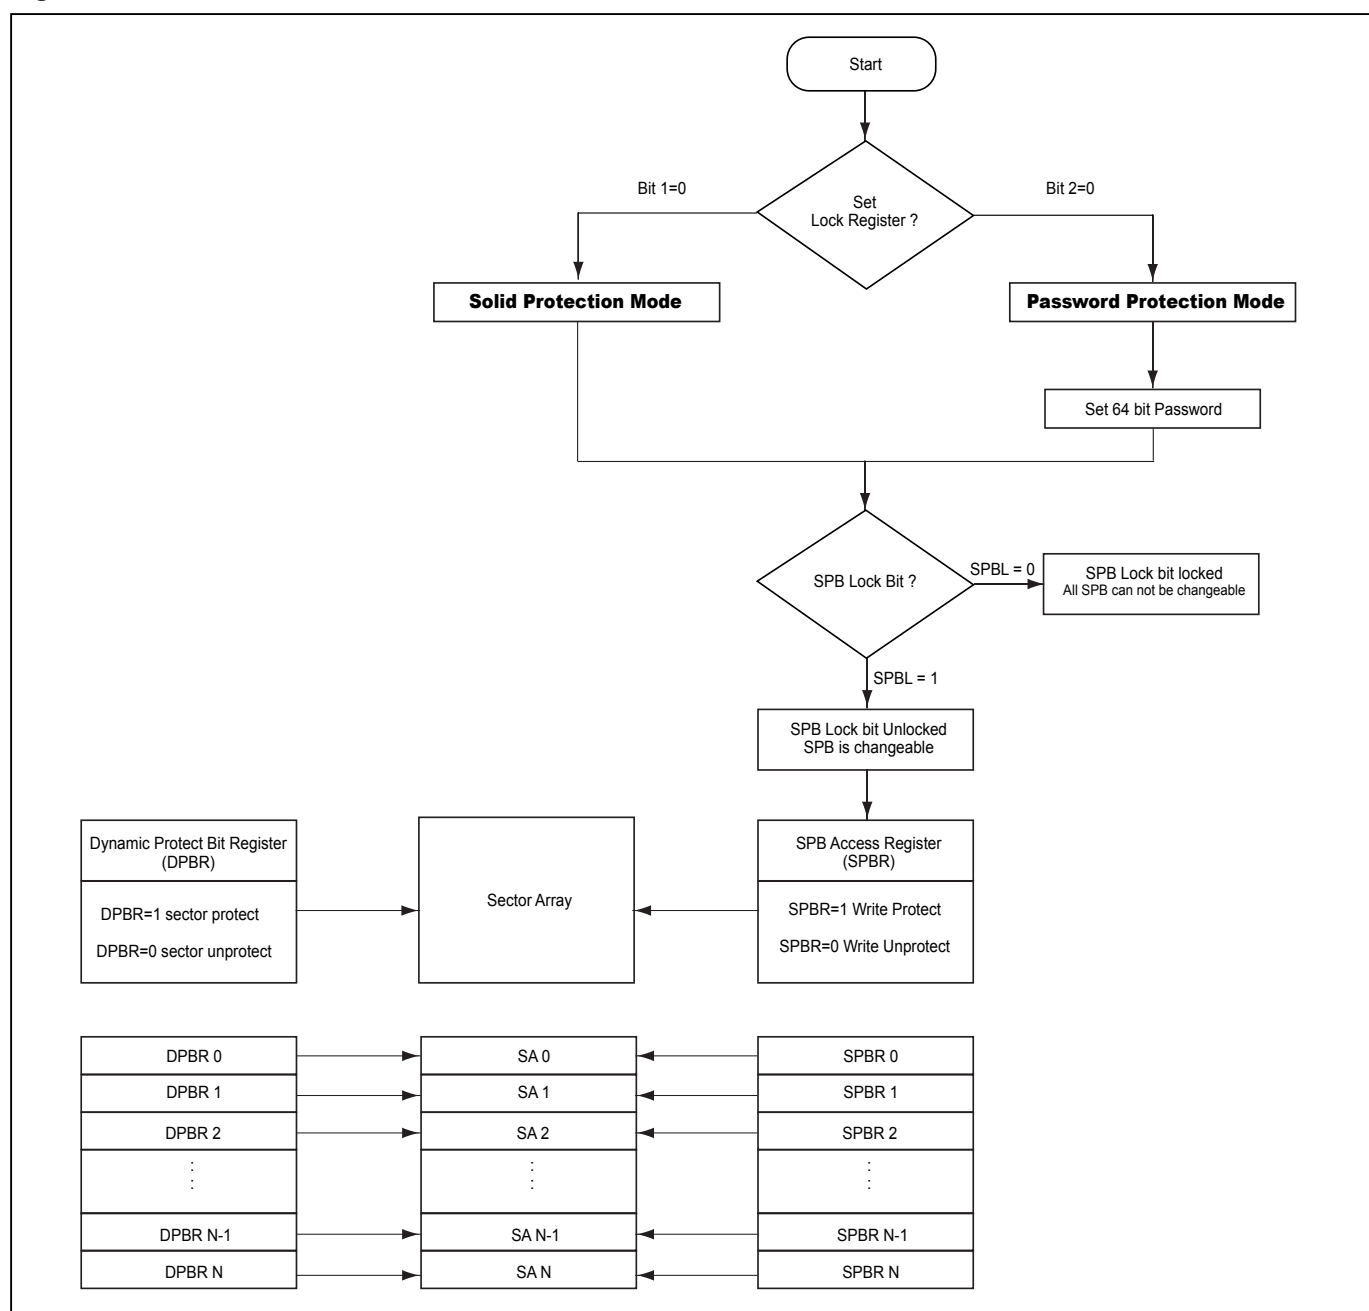 Start
Bit 1=0
Bit 2=0
Set
Lock Register ?
Solid Protection Mode
Password Protection Mode
Set 64 bit Password
SPB Lock Bit ?
SPBL = 0
SPB Lock bit locked
All SPB can not be changeable
SPBL = 1
SPB Lock bit Unlocked
SPB is changeable
Dynamic Protect Bit Register
(DPBR)
DPBR=1 sector protect
DPBR=0 sector unprotect
Sector Array
SPB Access Register
(SPBR)
SPBR=1 Write Protect
SPBR=0 Write Unprotect
DPBR 0
SA 0
SPBR 0
DPBR 1
SA 1
SPBR 1
DPBR 2
SA 2
SPBR 2
DPBR N-1
SA N-1
SPBR N-1
DPBR N
SA N
SPBR N